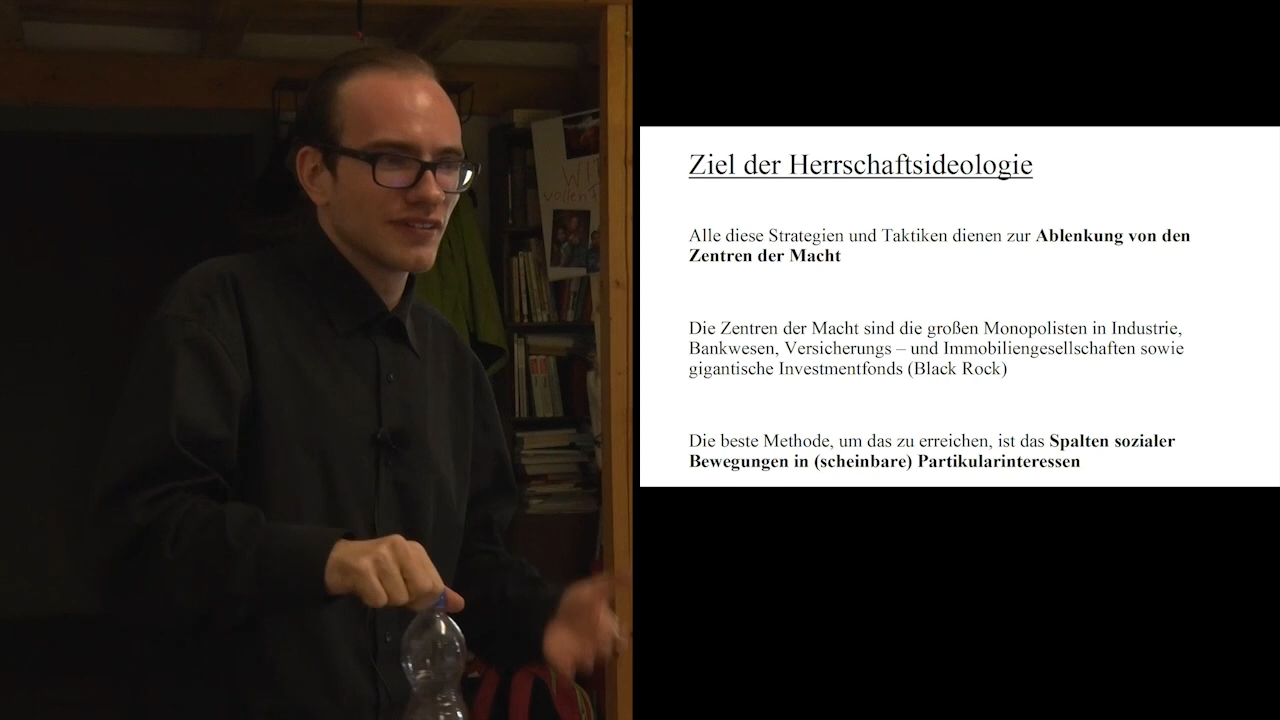 Ziel der Herrschaftsideologie
Alle diese Strategien und Taktiken dienen zur Ablenkung von den
Zentren der Macht
Die Zentren der Macht sind die großen Monopolisten in Industrie,
Bankwesen, Versicherungs – und Immobiliengesellschaften sowie
gigantische Investmentfonds (Black Rock)
Die beste Methode, um das zu erreichen, ist das Spalten sozialer
Bewegungen in (scheinbare) Partikularinteressen